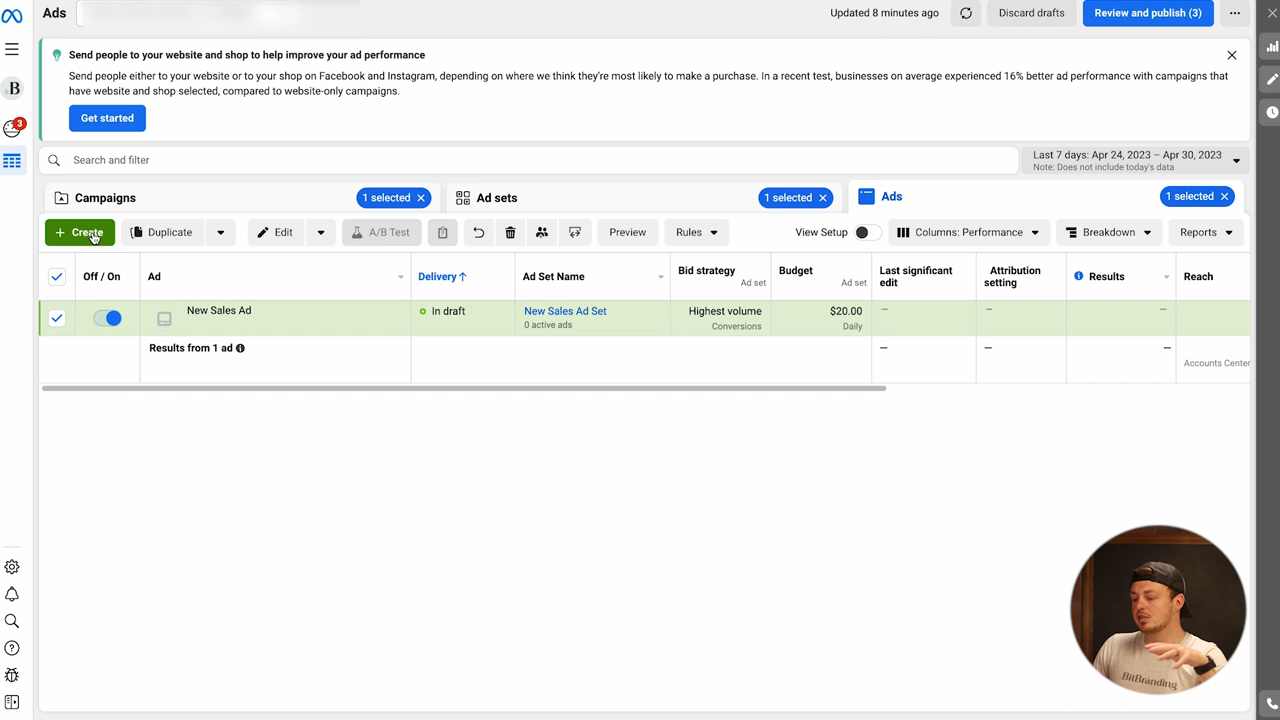 Ads
Updated 8 minutes ago
Discard drafts
Review and publish (3)
Send people to your website and shop to help improve your ad performance
Send people either to your website or to your shop on Facebook and Instagram, depending on where we think they're most likely to make a purchase. In a recent test, businesses on average experienced 16% better ad performance with campaigns that
have website and shop selected, compared to website-only campaigns.
Get started
B
3
Search and filter
Last 7 days: Apr 24, 2023 – Apr 30, 2023
Note: Does not include today's data
Campaigns
1 selected
Ad sets
1 selected
Ads
1 selected
+ Create
Duplicate
Edit
A/B Test
Preview
Rules
View Setup
Columns: Performance
Breakdown
Reports
Off / On
Ad
Delivery ↑
Ad Set Name
Bid strategy
Ad set
Budget
Ad set
Last significant
edit
Attribution
setting
Results
Reach
New Sales Ad
In draft
New Sales Ad Set
0 active ads
Highest volume
Conversions
$20.00
Daily
–
–
–
Results from 1 ad
—
—
—
Accounts Center
BitBranding